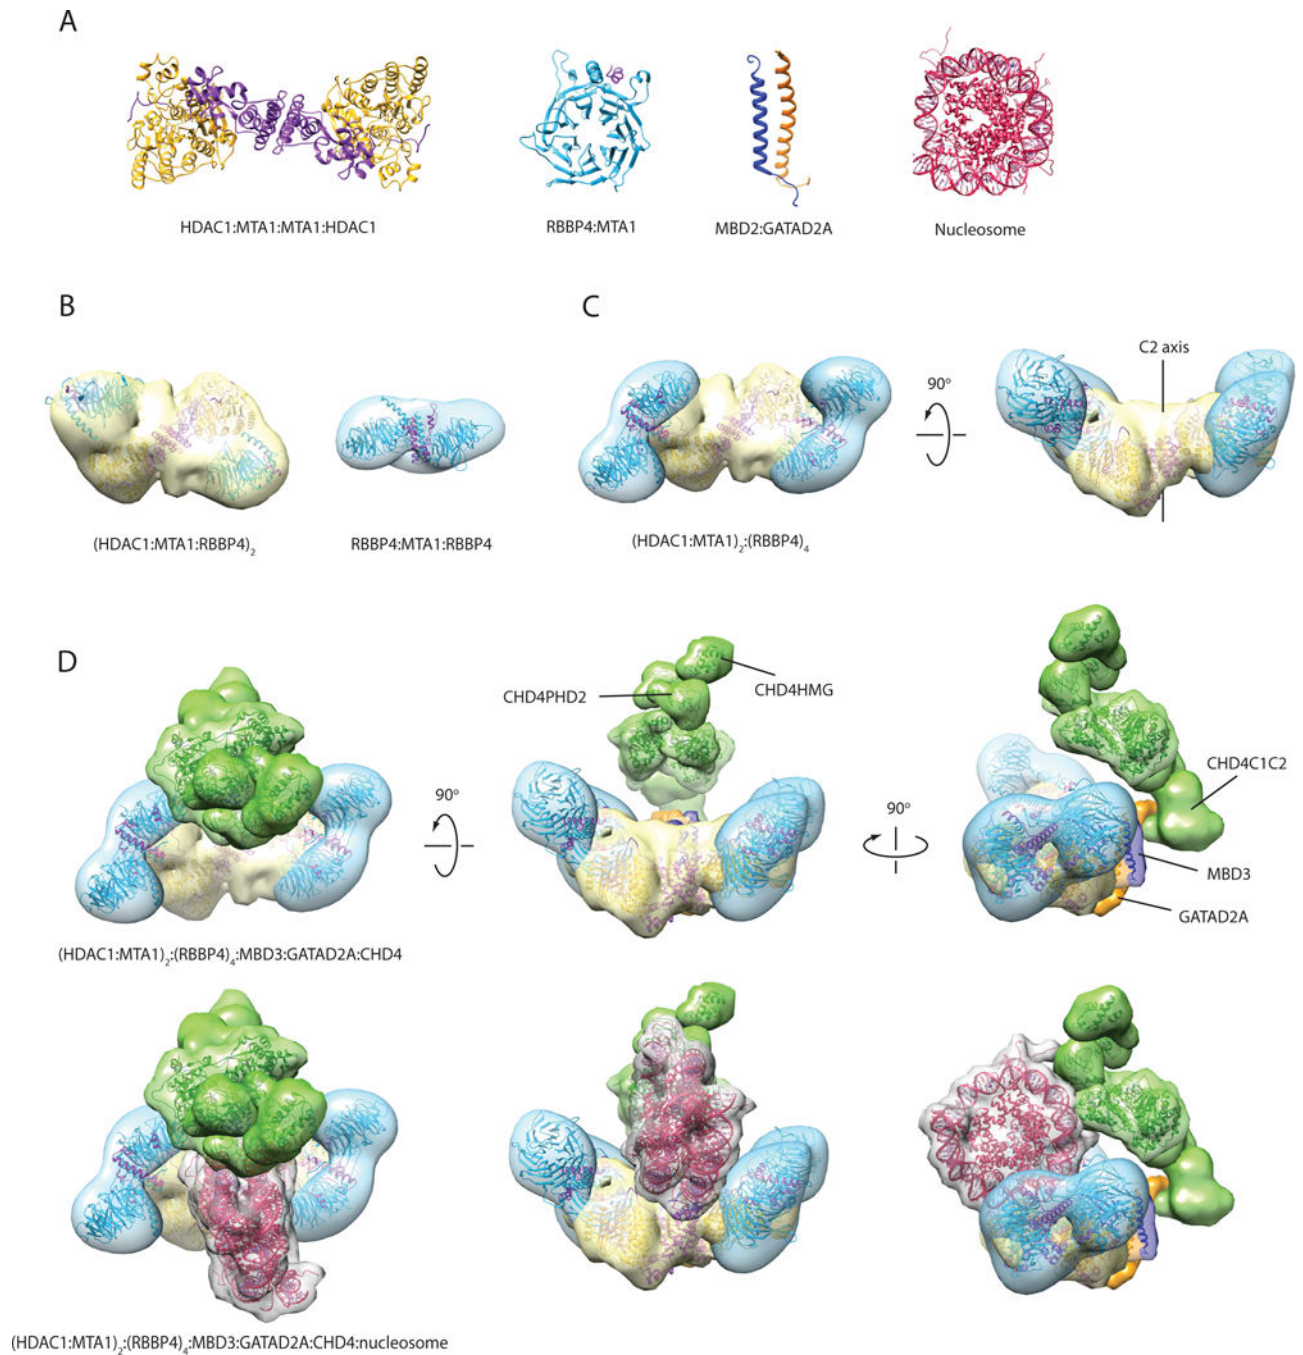 A
HDAC1:MTA1:MTA1:HDAC1
RBBP4:MTA1
MBD2:GATAD2A
Nucleosome
B
C
C2 axis
90°
(HDAC1:MTA1:RBBP4)₂
RBBP4:MTA1:RBBP4
(HDAC1:MTA1)₂:(RBBP4)₄
D
CHD4PHD2
CHD4HMG
CHD4C1C2
90°
90°
MBD3
GATAD2A
(HDAC1:MTA1)₂:(RBBP4)₄:MBD3:GATAD2A:CHD4
(HDAC1:MTA1)₂:(RBBP4)₄:MBD3:GATAD2A:CHD4:nucleosome